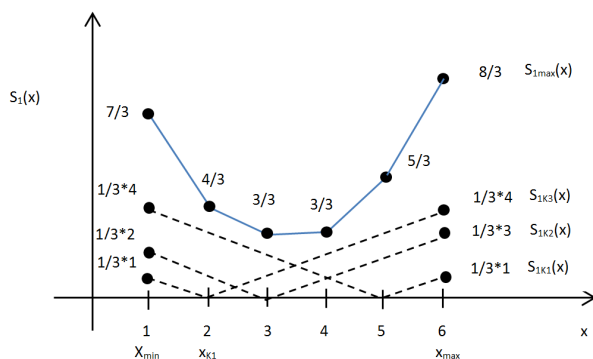 8/3 S1max(x)
S1(x)
7/3
4/3
5/3
1/3*4
3/3
3/3
1/3*4 S1K3(x)
1/3*2
1/3*3 S1K2(x)
1/3*1
1/3*1 S1K1(x)
1 2 3 4 5 6 x
Xmin xK1 xmax